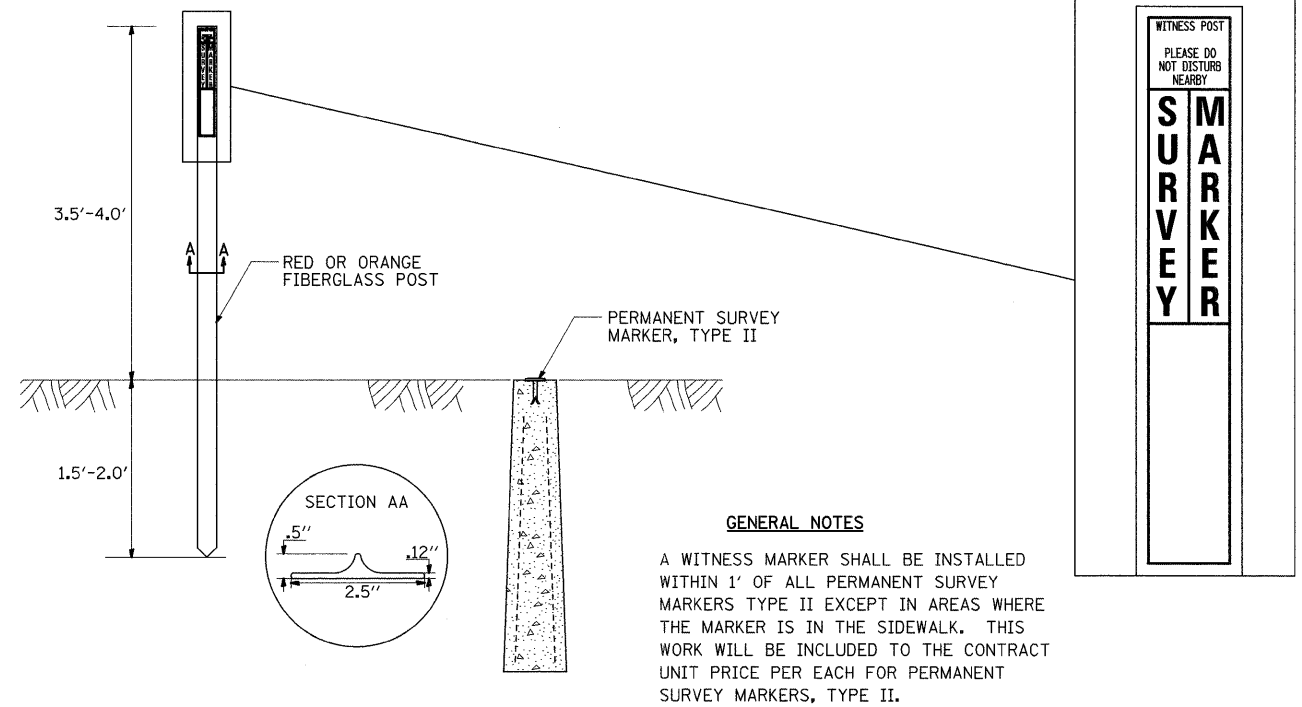 WITNESS POST
PLEASE DO
NOT DISTURB
NEARBY
SURVEY
MARKER
SURVEY
MARKER
3.5'-4.0'
A A
RED OR ORANGE
FIBERGLASS POST
PERMANENT SURVEY
MARKER, TYPE II
1.5'-2.0'
SECTION AA
.5"
.12"
2.5"
GENERAL NOTES
A WITNESS MARKER SHALL BE INSTALLED
WITHIN 1' OF ALL PERMANENT SURVEY
MARKERS TYPE II EXCEPT IN AREAS WHERE
THE MARKER IS IN THE SIDEWALK. THIS
WORK WILL BE INCLUDED TO THE CONTRACT
UNIT PRICE PER EACH FOR PERMANENT
SURVEY MARKERS, TYPE II.